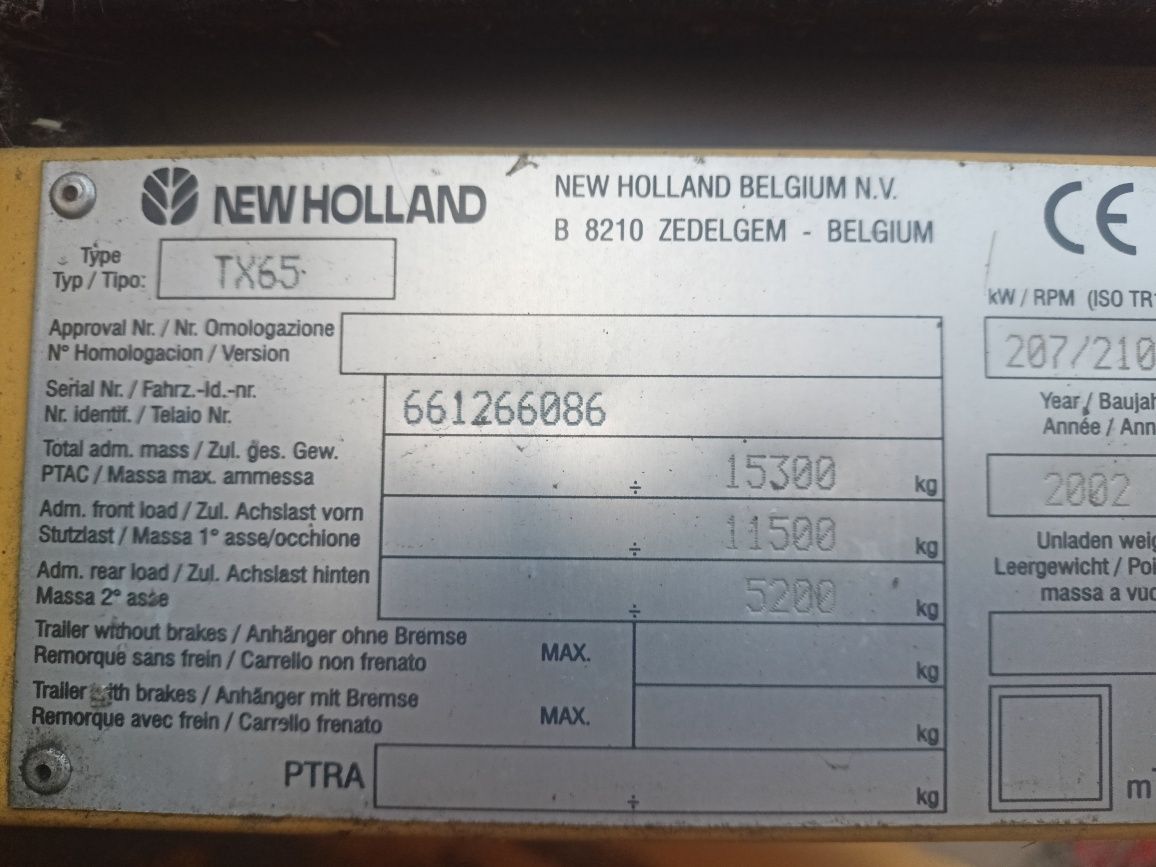 NEW HOLLAND
NEW HOLLAND BELGIUM N.V.
B 8210 ZEDELGEM - BELGIUM
CE
Type
Typ / Tipo:
TX65
kW / RPM (ISO TR1
207/210
Approval Nr. / Nr. Omologazione
N° Homologacion / Version
Serial Nr. / Fahrz.-Id.-nr.
Nr. identif. / Telaio Nr.
661266086
Year / Baujah
Année / Ann
2002
Total adm. mass / Zul. ges. Gew.
PTAC / Massa max. ammessa
÷ 15300 kg
Adm. front load / Zul. Achslast vorn
Stutzlast / Massa 1° asse/occhione
÷ 11500 kg
Unladen weig
Leergewicht / Poi
massa a vuo
Adm. rear load / Zul. Achslast hinten
Massa 2° asse
÷ 5200 kg
Trailer without brakes / Anhänger ohne Bremse
Remorque sans frein / Carrello non frenato
MAX. kg
Trailer with brakes / Anhänger mit Bremse
Remorque avec frein / Carrello frenato
MAX. kg
PTRA ÷ kg
m